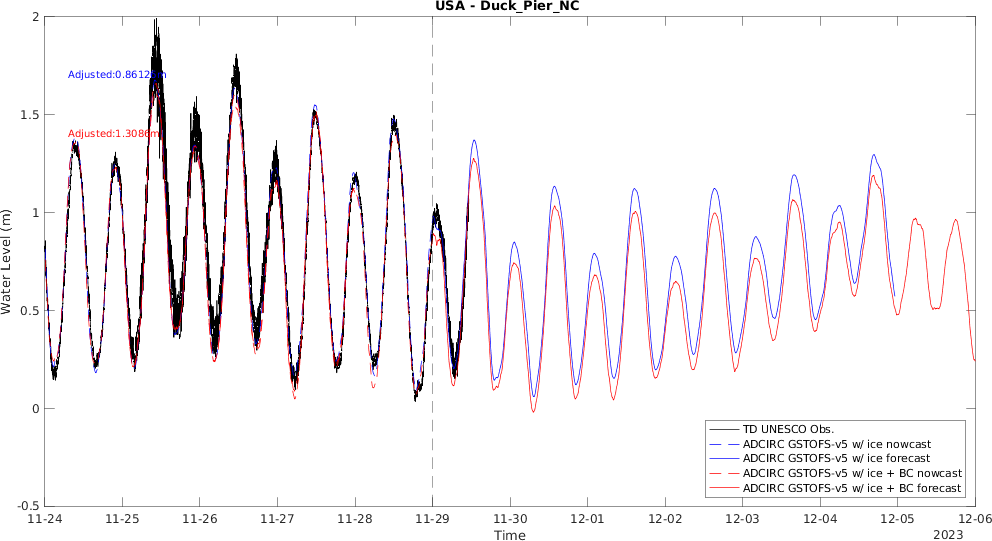 USA - Duck_Pier_NC
2
Adjusted:0.8612
1.5
Adjusted:1.3086m
1
Water Level (m)
0.5
0
TD UNESCO Obs.
ADCIRC GSTOFS-v5 w/ ice nowcast
ADCIRC GSTOFS-v5 w/ ice forecast
ADCIRC GSTOFS-v5 w/ ice + BC nowcast
ADCIRC GSTOFS-v5 w/ ice + BC forecast
-0.5
11-24 11-25 11-26 11-27 11-28 11-29 11-30 12-01 12-02 12-03 12-04 12-05 12-06
Time
2023